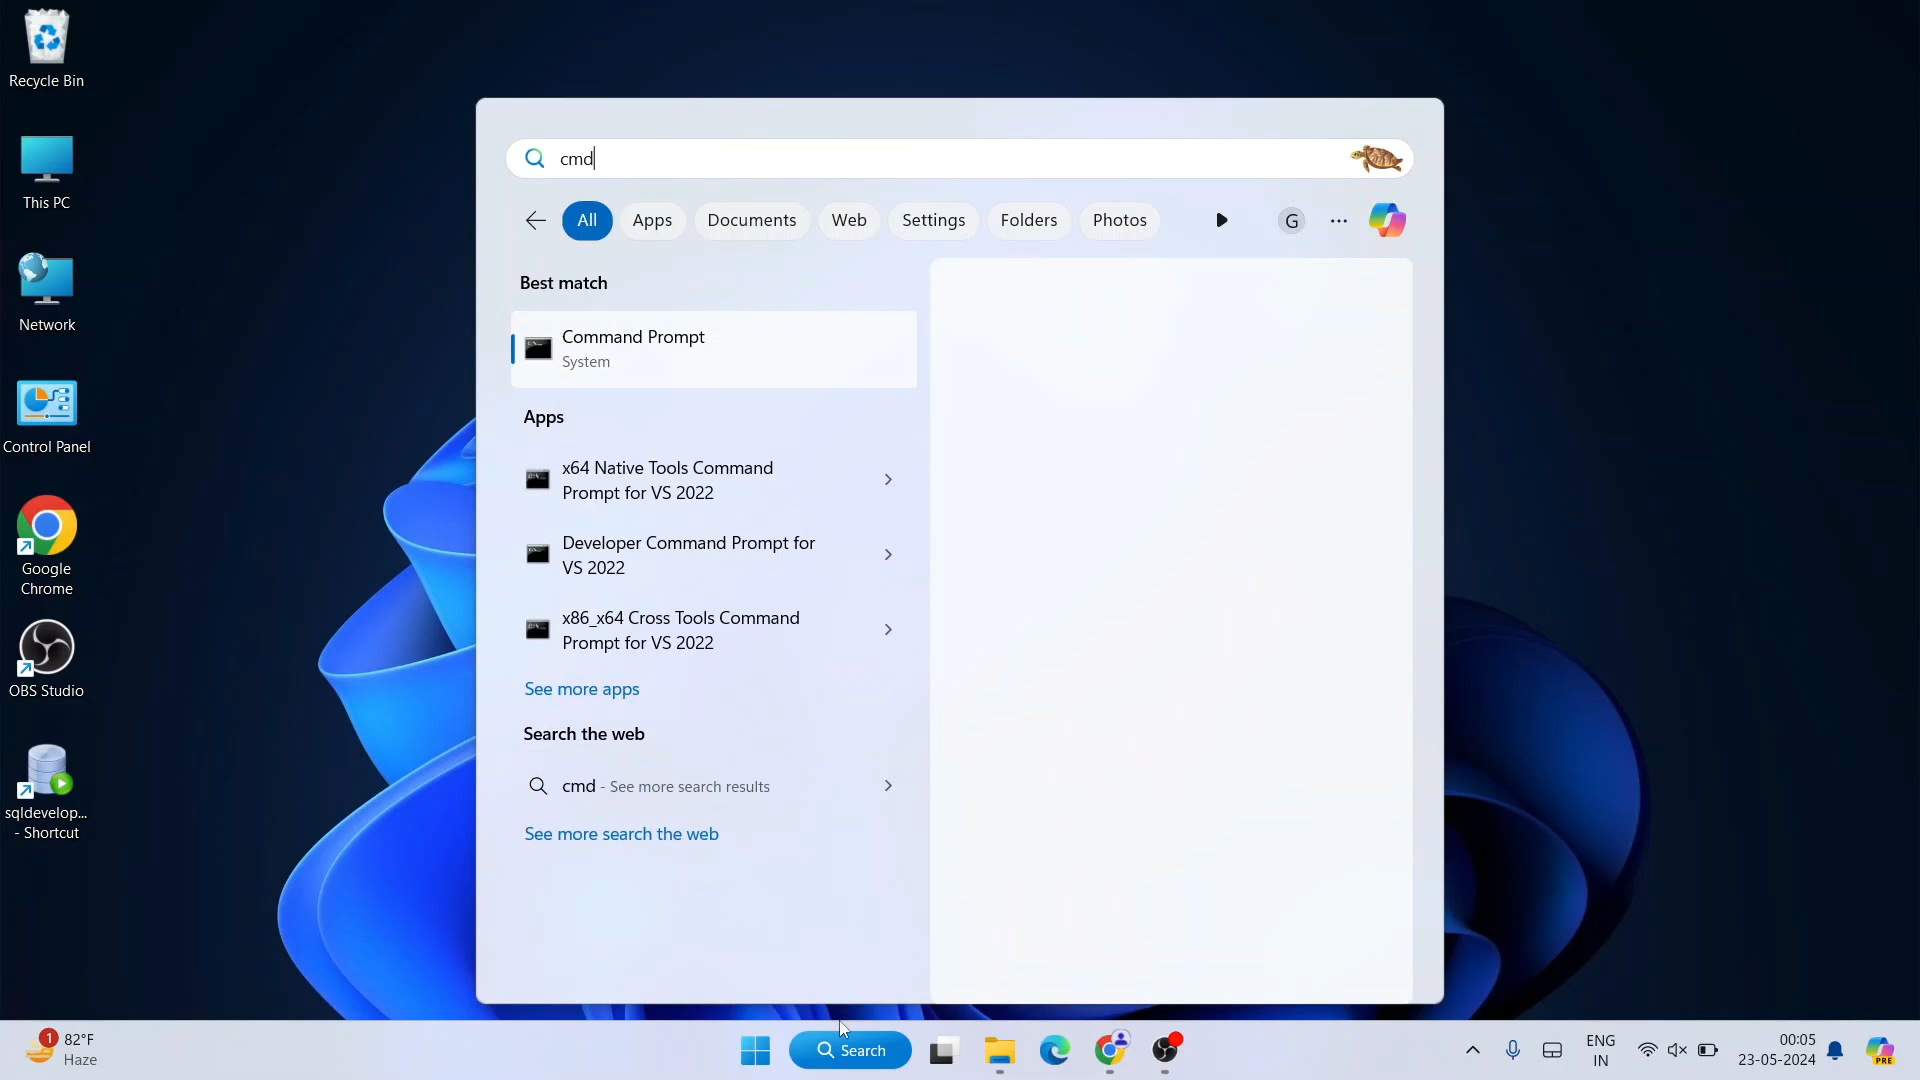 Recycle Bin
This PC
Network
Control Panel
Google
Chrome
OBS Studio
sqldevelop...
- Shortcut
cmd
All
Apps
Documents
Web
Settings
Folders
Photos
G
Best match
Command Prompt
System
Apps
x64 Native Tools Command
Prompt for VS 2022
Developer Command Prompt for
VS 2022
x86_x64 Cross Tools Command
Prompt for VS 2022
See more apps
Search the web
cmd - See more search results
See more search the web
1
82°F
Haze
Search
ENG
IN
00:05
23-05-2024
PRE